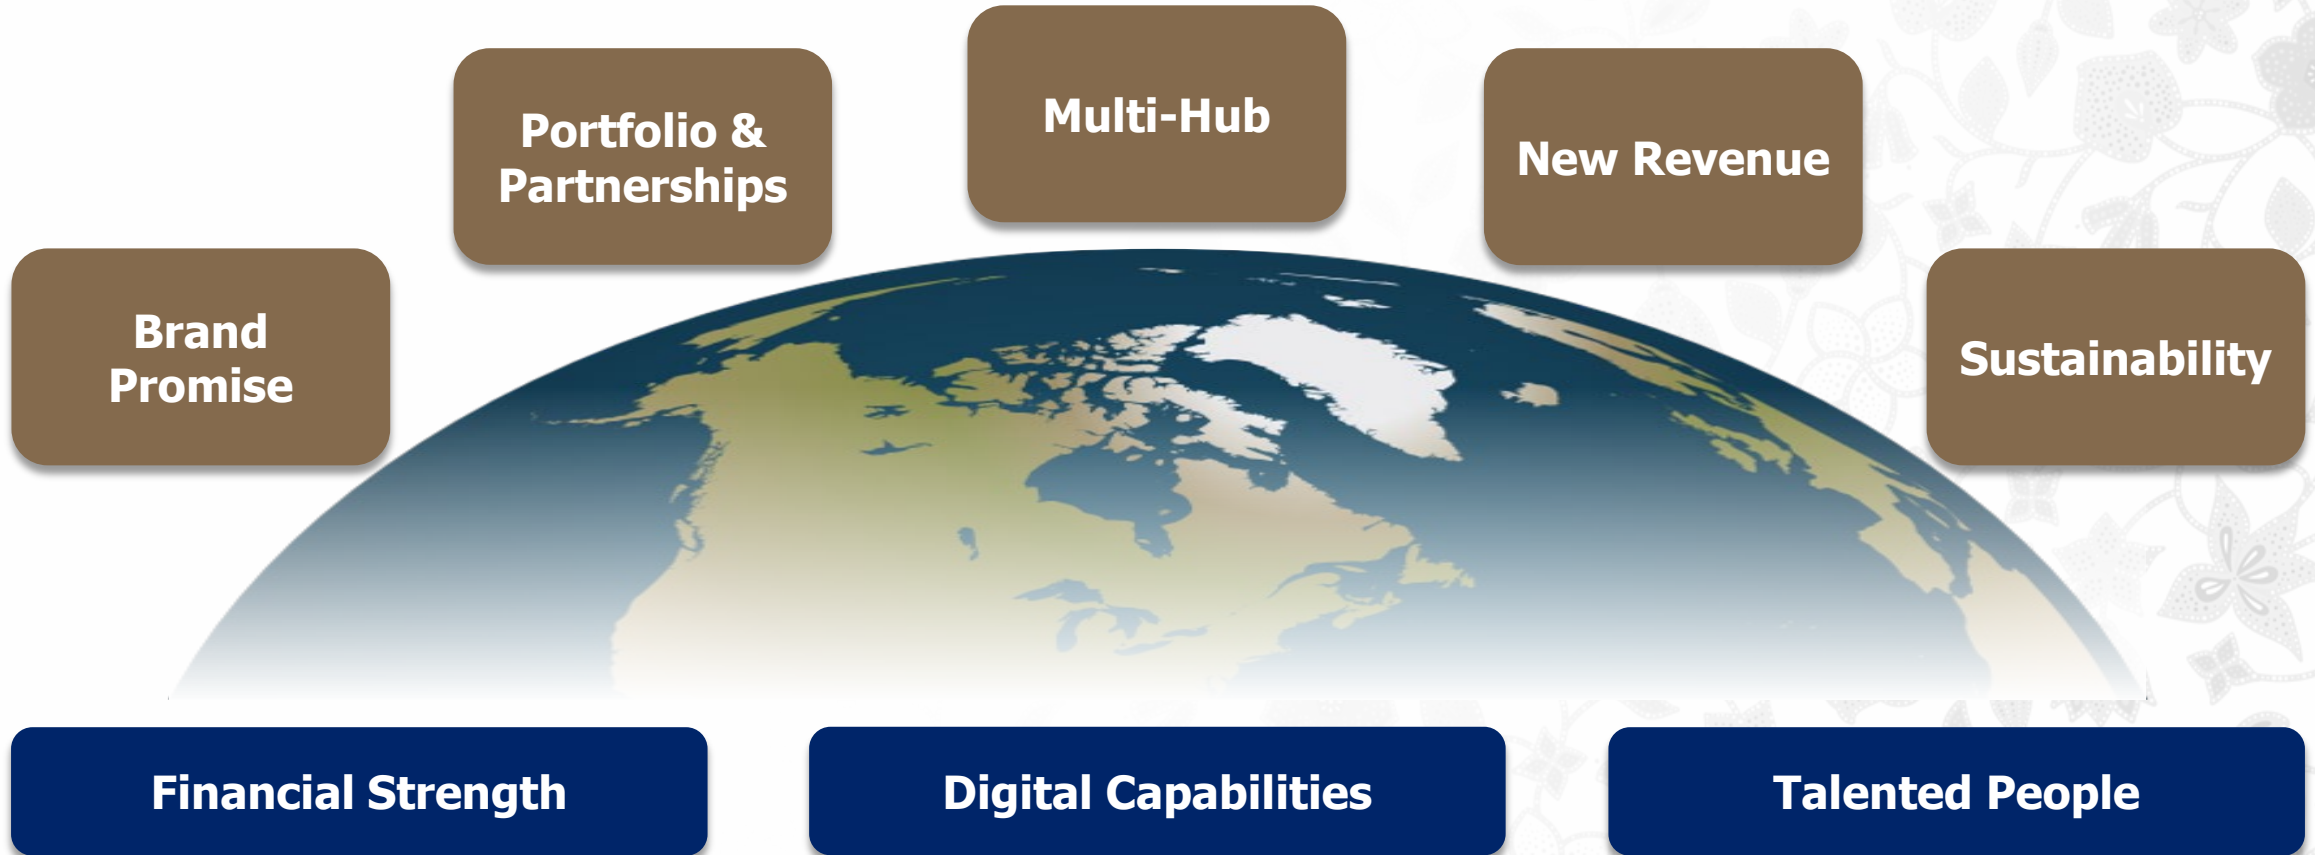 Multi-Hub
Portfolio &
Partnerships
New Revenue
Brand
Promise
Sustainability
Financial Strength
Digital Capabilities
Talented People